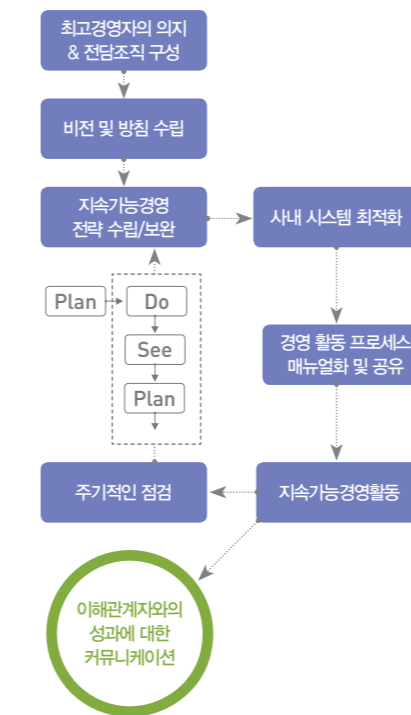 최고경영자의 의지
& 전담조직 구성
비전 및 방침 수립
지속가능경영
전략 수립/보완
사내 시스템 최적화
Plan
Do
See
Plan
경영 활동 프로세스
매뉴얼화 및 공유
주기적인 점검
지속가능경영활동
이해관계자와의
성과에 대한
커뮤니케이션